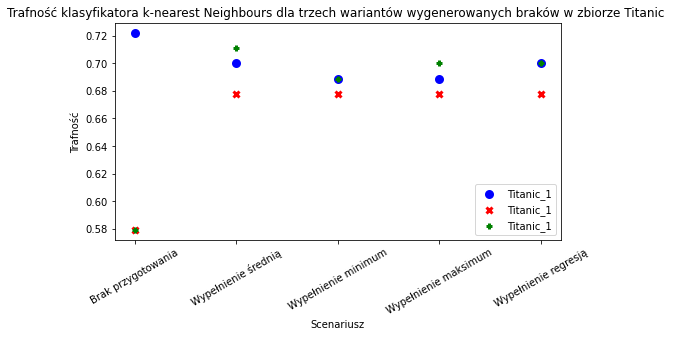 Trafność klasyfikatora k-nearest Neighbours dla trzech wariantów wygenerowanych braków w zbiorze Titanic
0.72
0.70
0.68
0.66
0.64
0.62
0.60
0.58
Trafność
Titanic_1
Titanic_1
Titanic_1
Brak przygotowania
Wypełnienie średnią
Wypełnienie minimum
Wypełnienie maksimum
Wypełnienie regresją
Scenariusz